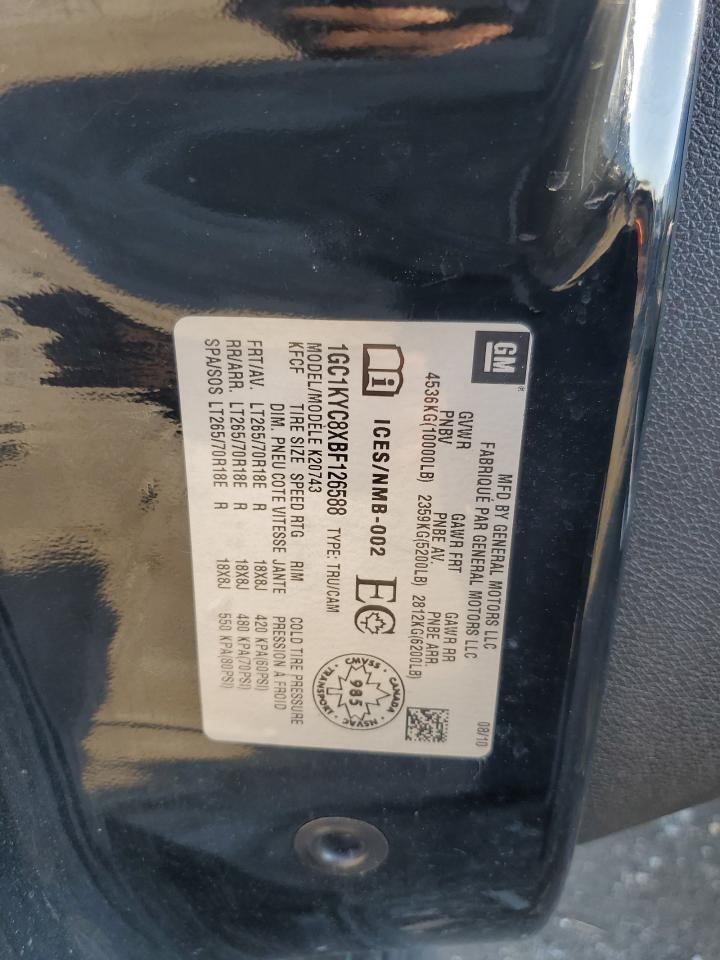 GM
MFD BY GENERAL MOTORS LLC
FABRIQUÉ PAR GENERAL MOTORS LLC
08/10
GVWR GAWR FRT GAWR RR
PNBV PNBE AV. PNBE ARR.
4536KG(10000LB) 2359KG(5200LB) 2812KG(6200LB)
i ICES/NMB-002 EC
CMVSS · CANADA · NSVAC · TRANSPORT ·
985
1GC1KYC8XBF126588 TYPE: TRU/CAM
MODEL/MODELE K20743
KFCF TIRE SIZE SPEED RTG RIM COLD TIRE PRESSURE
DIM. PNEU COTE VITESSE JANTE PRESSION À FROID
FRT/AV. LT265/70R18E R 18X8J 420 KPA(60PSI)
RR/ARR. LT265/70R18E R 18X8J 480 KPA(70PSI)
SPA/SOS LT265/70R18E R 18X8J 550 KPA(80PSI)